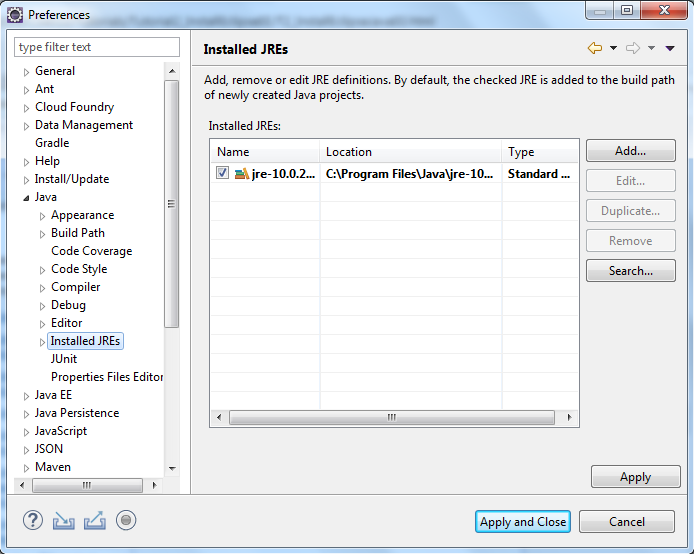 Preferences
type filter text
General
Ant
Cloud Foundry
Data Management
Gradle
Help
Install/Update
Java
Appearance
Build Path
Code Coverage
Code Style
Compiler
Debug
Editor
Installed JREs
JUnit
Properties Files Editor
Java EE
Java Persistence
JavaScript
JSON
Maven
Installed JREs
Add, remove or edit JRE definitions. By default, the checked JRE is added to the build path
of newly created Java projects.
Installed JREs:
Name Location Type
jre-10.0.2... C:\Program Files\Java\jre-10... Standard ...
Add...
Edit...
Duplicate...
Remove
Search...
Apply
Apply and Close
Cancel